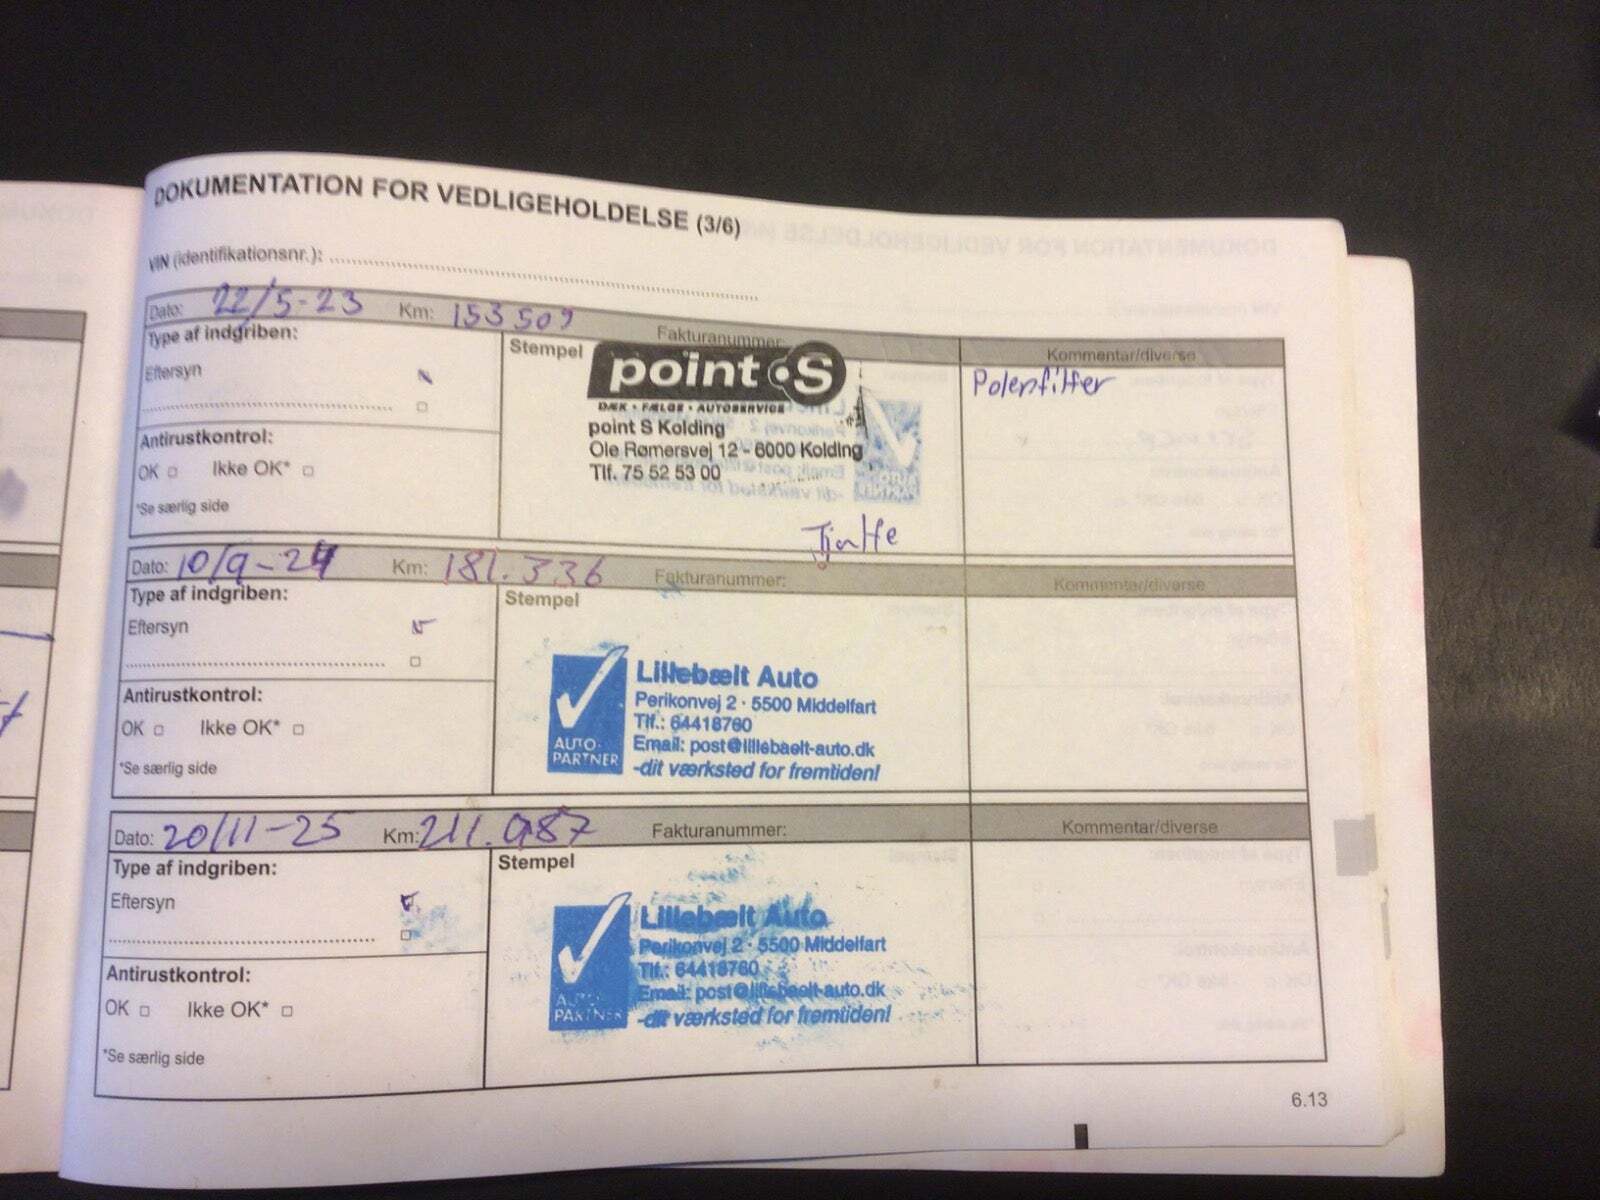 DOKUMENTATION FOR VEDLIGEHOLDELSE (3/6)
VIN (identifikationsnr.):
Dato: 22/5-23 Km: 153509 Fakturanummer: Kommentar/diverse
Type af indgriben:
Eftersyn
Antirustkontrol:
OK Ikke OK*
*Se særlig side
Stempel
point S
DÆK • FÆLGE • AUTOSERVICE
point S Kolding
Ole Rømersvej 12 - 6000 Kolding
Tlf. 75 52 53 00
Polenfilter
Dato: 10/9-24 Km: 181.336 Fakturanummer: Kommentar/diverse
Type af indgriben:
Eftersyn
Antirustkontrol:
OK Ikke OK*
*Se særlig side
Stempel
AUTO-
PARTNER
Lillebælt Auto
Perikonvej 2 · 5500 Middelfart
Tlf.: 64418760
Email: post@lillebaelt-auto.dk
-dit værksted for fremtiden!
Dato: 20/11-25 Km: 211.987 Fakturanummer: Kommentar/diverse
Type af indgriben:
Eftersyn
Antirustkontrol:
OK Ikke OK*
*Se særlig side
Stempel
AUTO-
PARTNER
Lillebælt Auto
Perikonvej 2 · 5500 Middelfart
Tlf.: 64418760
Email: post@lillebaelt-auto.dk
-dit værksted for fremtiden!
6.13